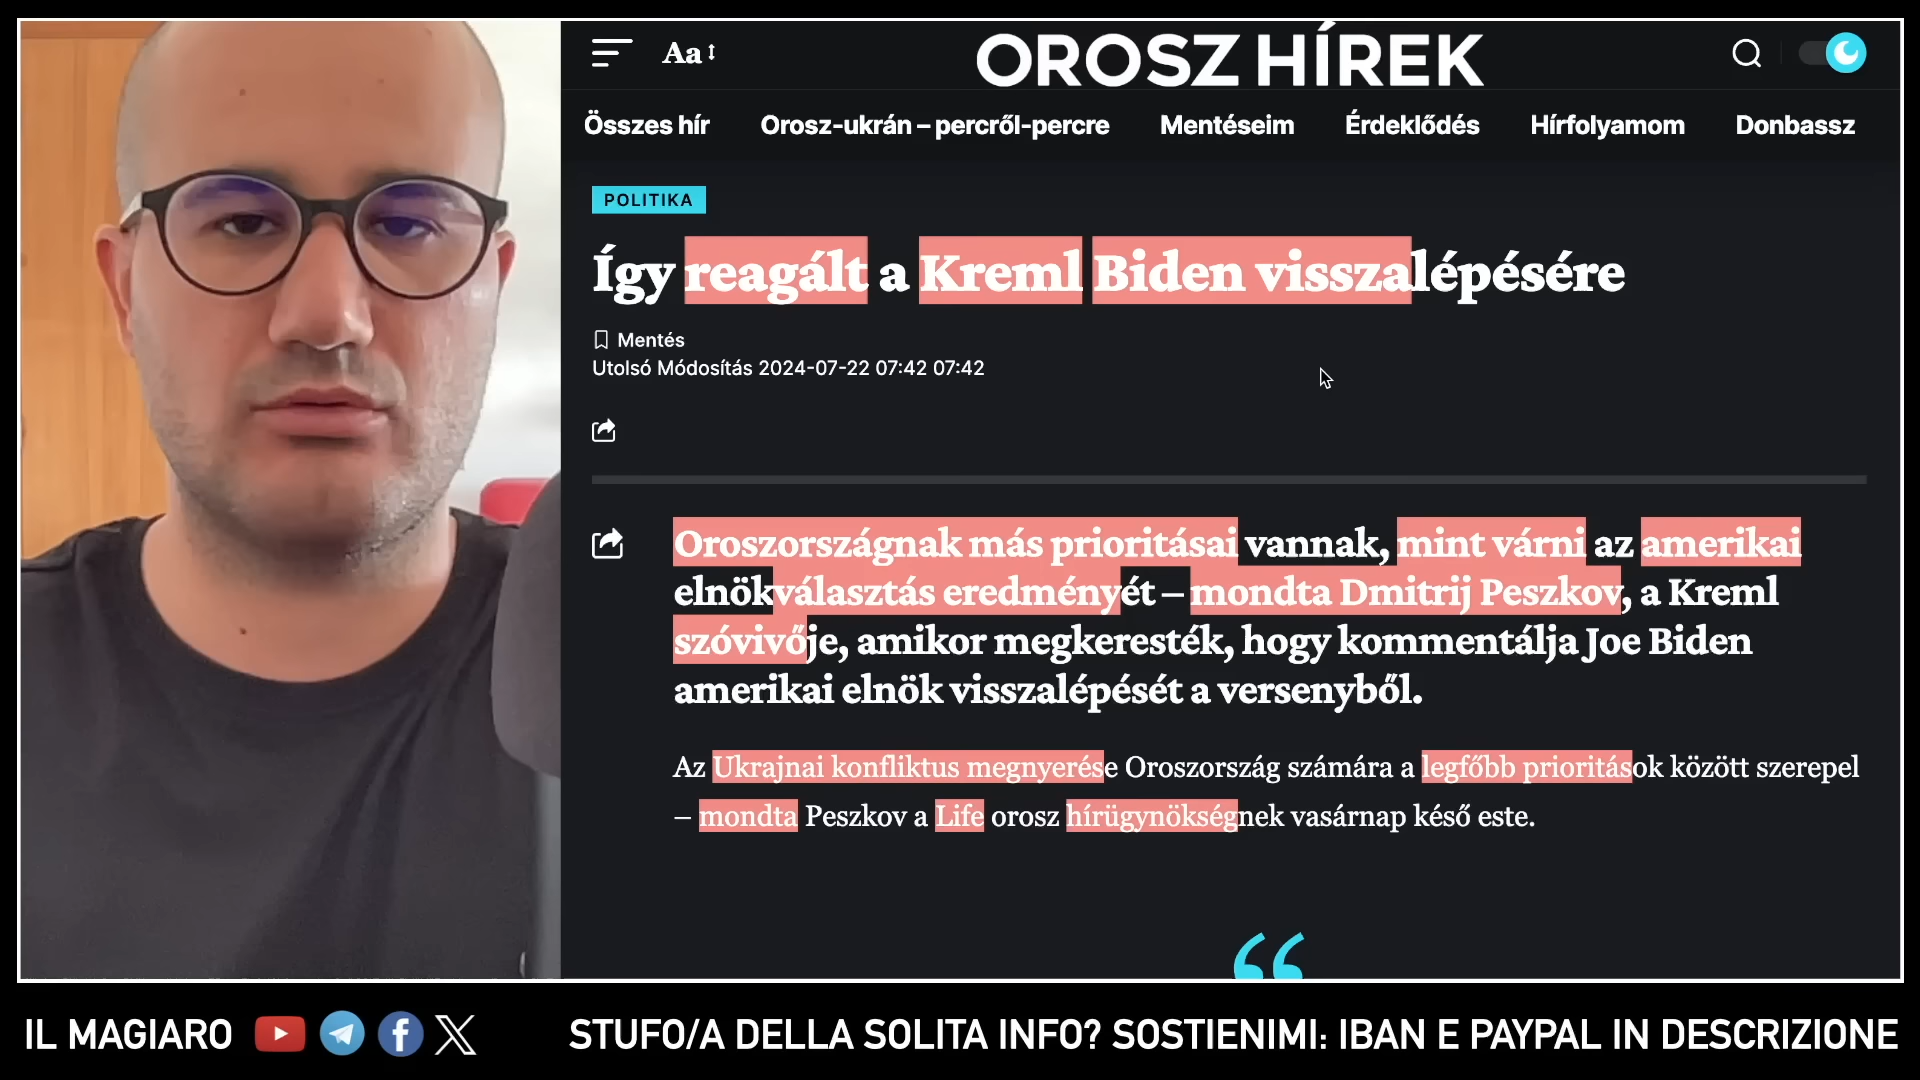 Aa
OROSZ HÍREK
Összes hír Orosz-ukrán – percről-percre Mentéseim Érdeklődés Hírfolyamom Donbassz
POLITIKA
Így reagált a Kreml Biden visszalépésére
Mentés
Utolsó Módosítás 2024-07-22 07:42 07:42
Oroszországnak más prioritásai vannak, mint várni az amerikai
elnökválasztás eredményét – mondta Dmitrij Peszkov, a Kreml
szóvivője, amikor megkeresték, hogy kommentálja Joe Biden
amerikai elnök visszalépését a versenyből.
Az Ukrajnai konfliktus megnyerése Oroszország számára a legfőbb prioritások között szerepel
– mondta Peszkov a Life orosz hírügynökségnek vasárnap késő este.
IL MAGIARO
STUFO/A DELLA SOLITA INFO? SOSTIENIMI: IBAN E PAYPAL IN DESCRIZIONE